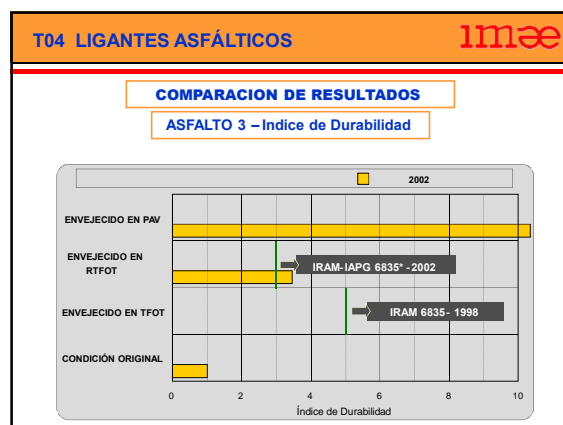 T04 LIGANTES ASFÁLTICOS
imae
COMPARACION DE RESULTADOS
ASFALTO 3 – Indice de Durabilidad
2002
ENVEJECIDO EN PAV
ENVEJECIDO EN
RTFOT
IRAM-IAPG 6835* -2002
ENVEJECIDO EN TFOT
IRAM 6835- 1998
CONDICIÓN ORIGINAL
0 2 4 6 8 10
Índice de Durabilidad